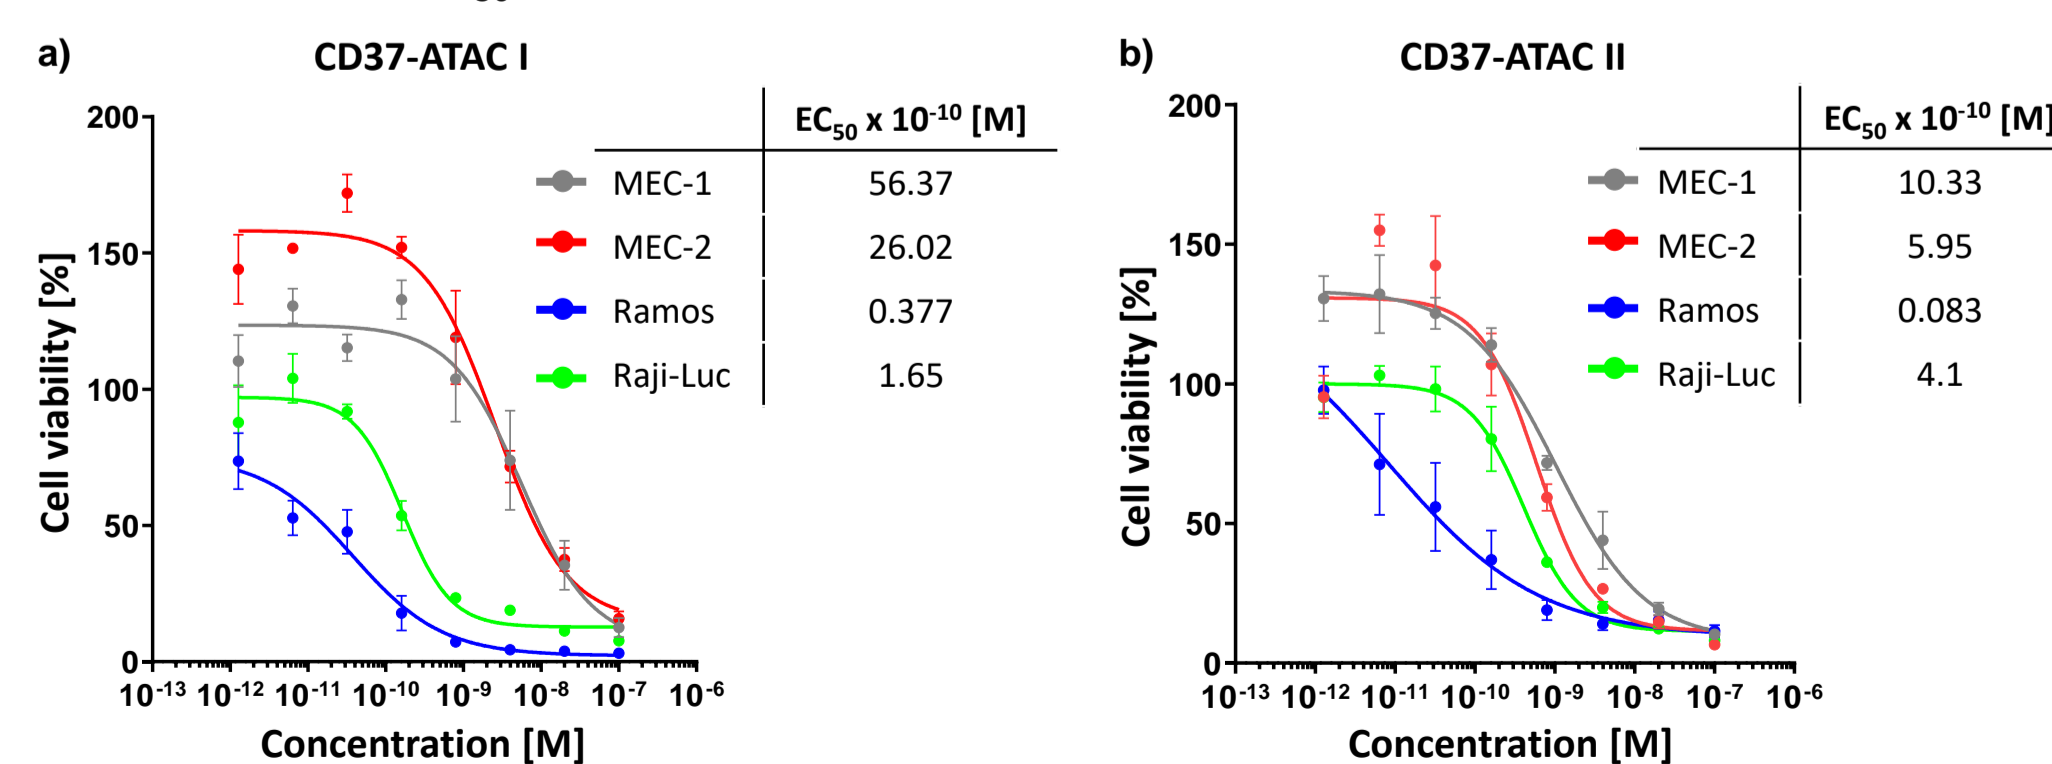 a)
CD37-ATAC I
EC50 x 10-10 [M]
MEC-1 56.37
MEC-2 26.02
Ramos 0.377
Raji-Luc 1.65
Cell viability [%]
200
150
100
50
0
10-13 10-12 10-11 10-10 10-9 10-8 10-7 10-6
Concentration [M]
b)
CD37-ATAC II
EC50 x 10-10 [M]
MEC-1 10.33
MEC-2 5.95
Ramos 0.083
Raji-Luc 4.1
Cell viability [%]
200
150
100
50
0
10-13 10-12 10-11 10-10 10-9 10-8 10-7 10-6
Concentration [M]